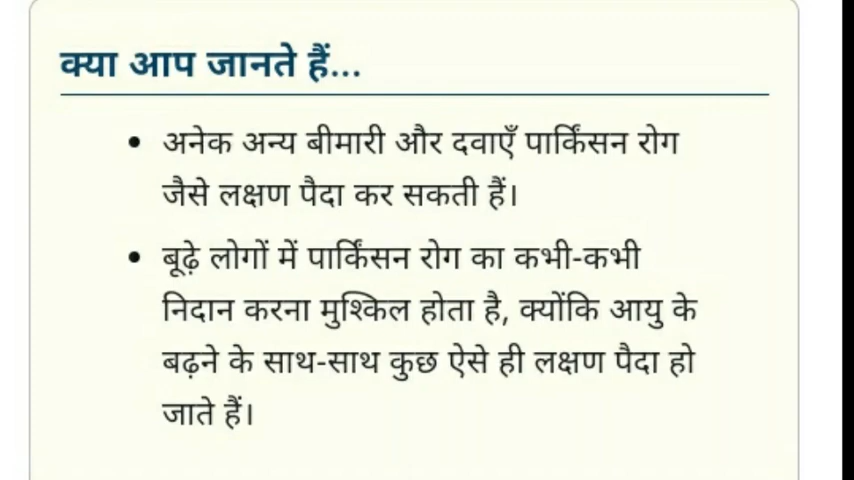 क्या आप जानते हैं...
• अनेक अन्य बीमारी और दवाएँ पार्किंसन रोग
जैसे लक्षण पैदा कर सकती हैं।
• बूढ़े लोगों में पार्किंसन रोग का कभी-कभी
निदान करना मुश्किल होता है, क्योंकि आयु के
बढ़ने के साथ-साथ कुछ ऐसे ही लक्षण पैदा हो
जाते हैं।